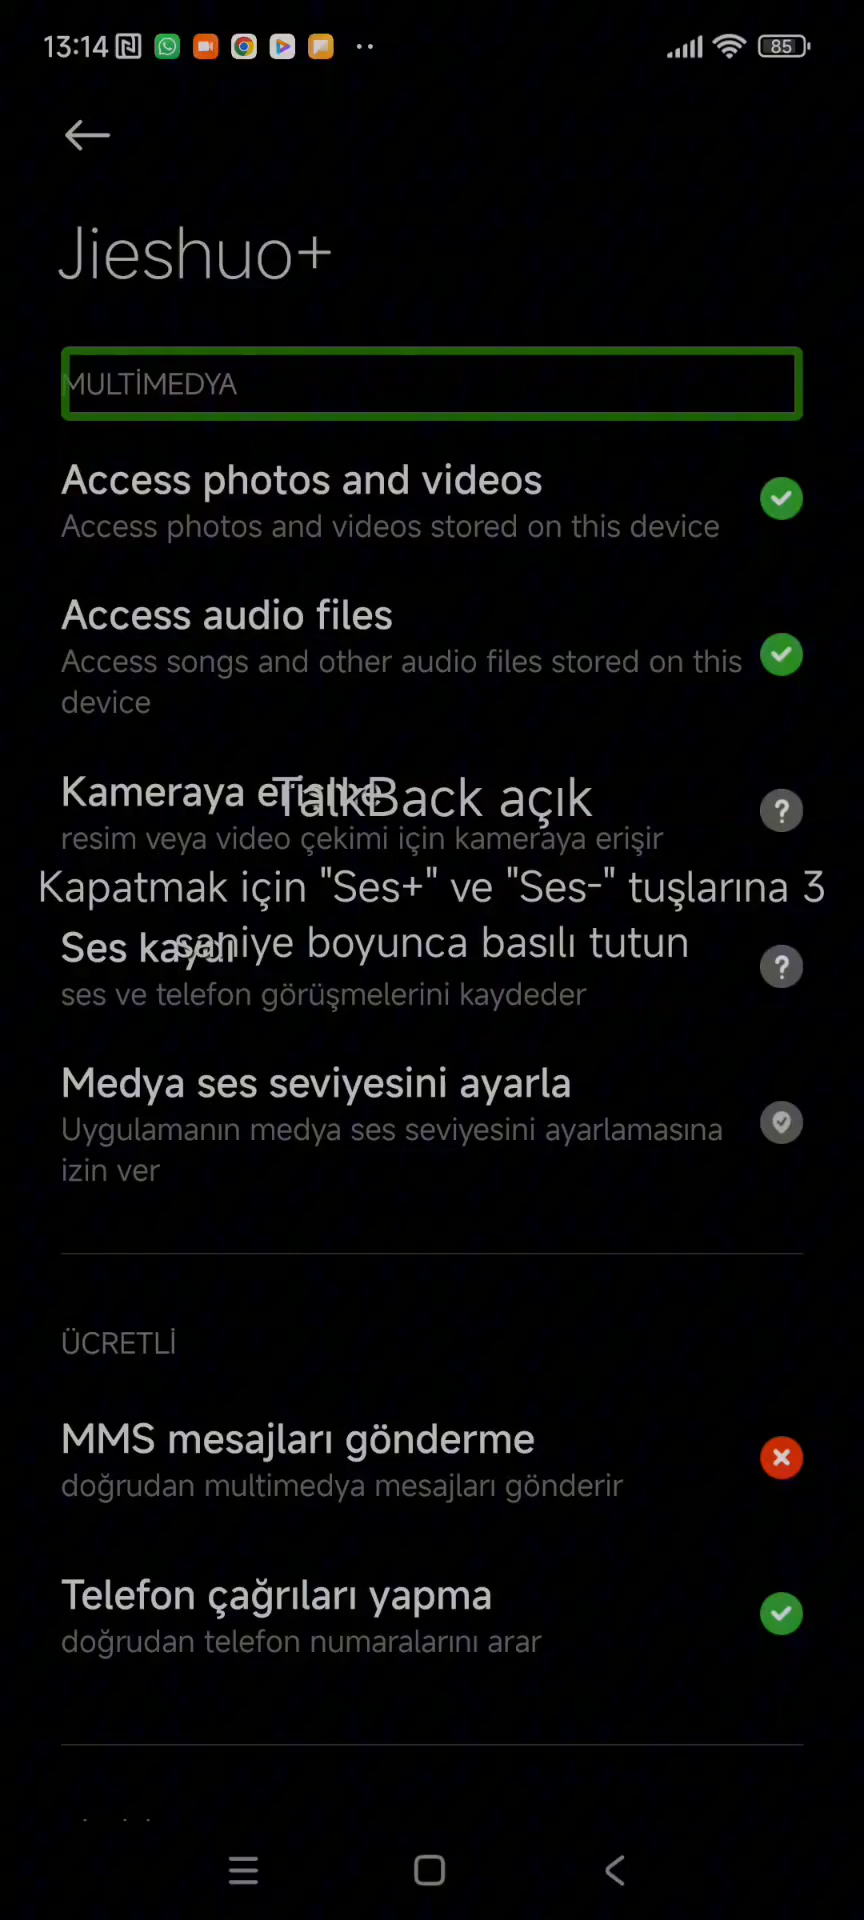 13:14
85
Jieshuo+
MULTİMEDYA
Access photos and videos
Access photos and videos stored on this device
Access audio files
Access songs and other audio files stored on this
device
Kameraya erişme
TalkBack açık
resim veya video çekimi için kameraya erişir
Kapatmak için "Ses+" ve "Ses-" tuşlarına 3
saniye boyunca basılı tutun
Ses kaydı
ses ve telefon görüşmelerini kaydeder
Medya ses seviyesini ayarla
Uygulamanın medya ses seviyesini ayarlamasına
izin ver
ÜCRETLİ
MMS mesajları gönderme
doğrudan multimedya mesajları gönderir
Telefon çağrıları yapma
doğrudan telefon numaralarını arar